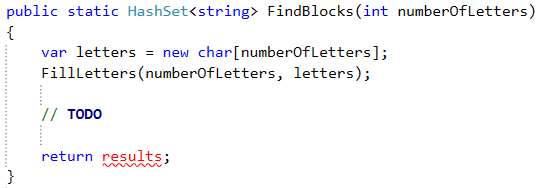 public static HashSet<string> FindBlocks(int numberOfLetters)
{
var letters = new char[numberOfLetters];
FillLetters(numberOfLetters, letters);
// TODO
return results;
}